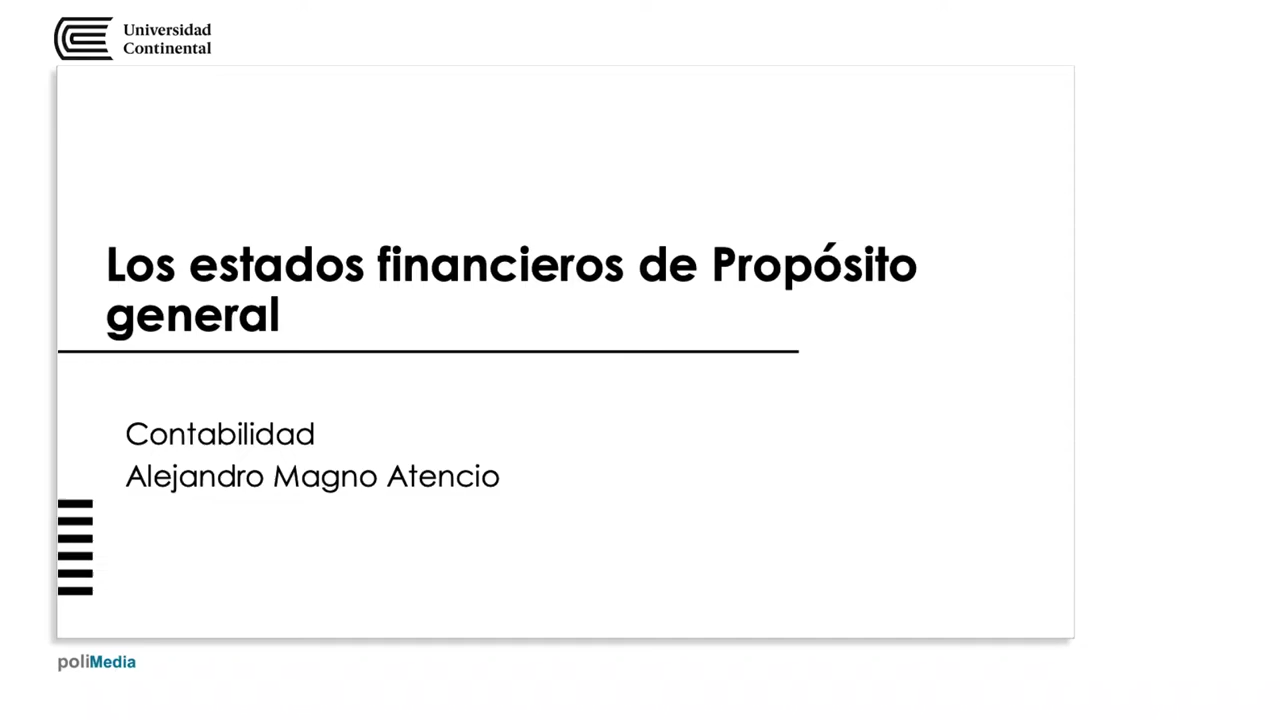 Universidad
Continental
Los estados financieros de Propósito
general
Contabilidad
Alejandro Magno Atencio
poliMedia